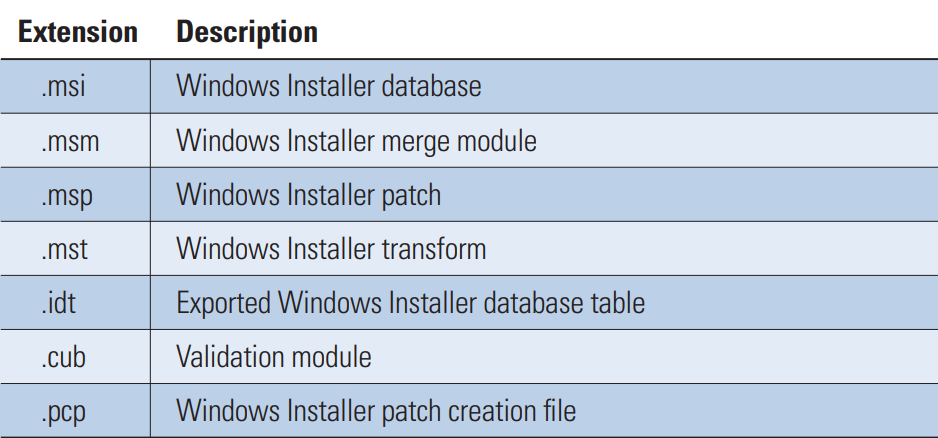 Extension Description
.msi Windows Installer database
.msm Windows Installer merge module
.msp Windows Installer patch
.mst Windows Installer transform
.idt Exported Windows Installer database table
.cub Validation module
.pcp Windows Installer patch creation file